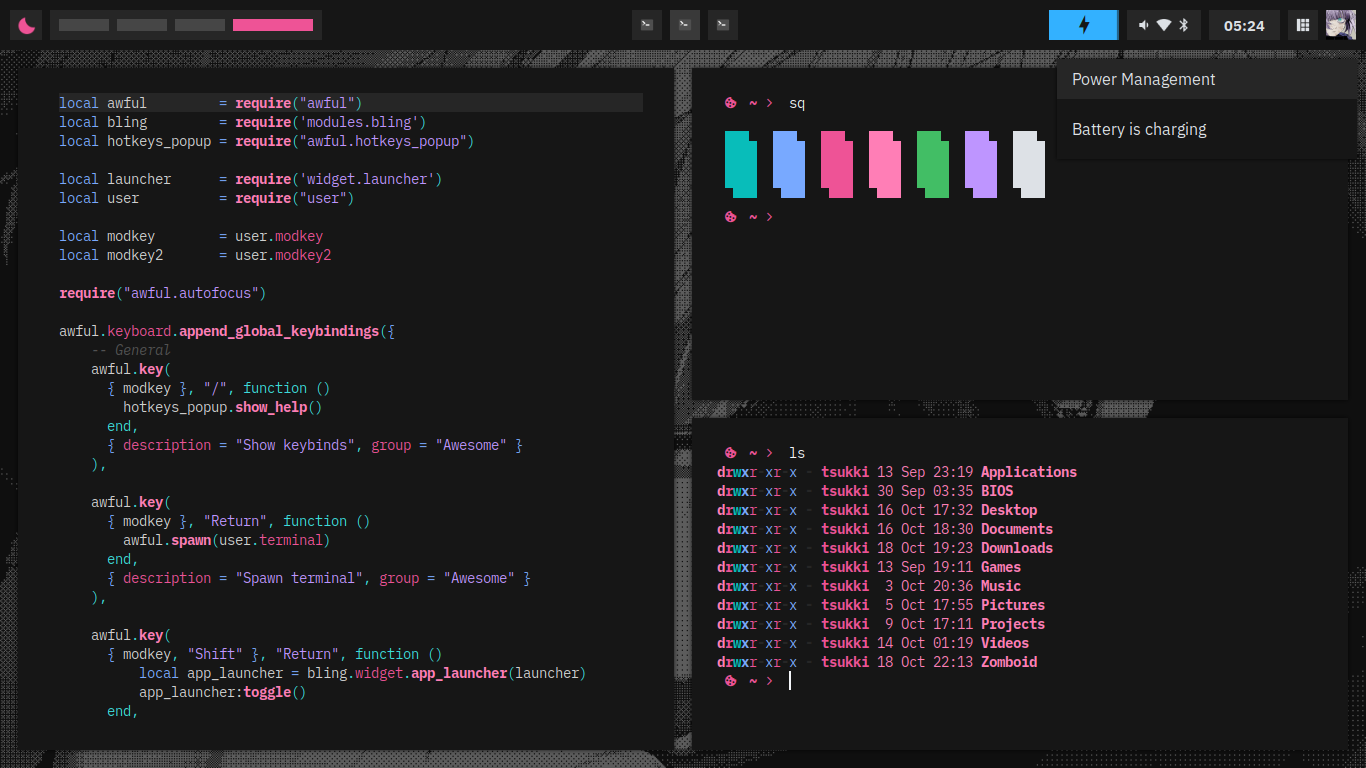 05:24
local awful         = require("awful")
local bling         = require('modules.bling')
local hotkeys_popup = require("awful.hotkeys_popup")
local launcher      = require('widget.launcher')
local user          = require("user")
local modkey        = user.modkey
local modkey2       = user.modkey2
require("awful.autofocus")
awful.keyboard.append_global_keybindings({
    -- General
    awful.key(
      { modkey }, "/", function ()
        hotkeys_popup.show_help()
      end,
      { description = "Show keybinds", group = "Awesome" }
    ),
    awful.key(
      { modkey }, "Return", function ()
        awful.spawn(user.terminal)
      end,
      { description = "Spawn terminal", group = "Awesome" }
    ),
    awful.key(
      { modkey, "Shift" }, "Return", function ()
          local app_launcher = bling.widget.app_launcher(launcher)
          app_launcher:toggle()
      end,
~ > sq
~ >
Power Management
Battery is charging
~ > ls
drwxr-xr-x - tsukki 13 Sep 23:19 Applications
drwxr-xr-x - tsukki 30 Sep 03:35 BIOS
drwxr-xr-x - tsukki 16 Oct 17:32 Desktop
drwxr-xr-x - tsukki 16 Oct 18:30 Documents
drwxr-xr-x - tsukki 18 Oct 19:23 Downloads
drwxr-xr-x - tsukki 13 Sep 19:11 Games
drwxr-xr-x - tsukki  3 Oct 20:36 Music
drwxr-xr-x - tsukki  5 Oct 17:55 Pictures
drwxr-xr-x - tsukki  9 Oct 17:11 Projects
drwxr-xr-x - tsukki 14 Oct 01:19 Videos
drwxr-xr-x - tsukki 18 Oct 22:13 Zomboid
~ >